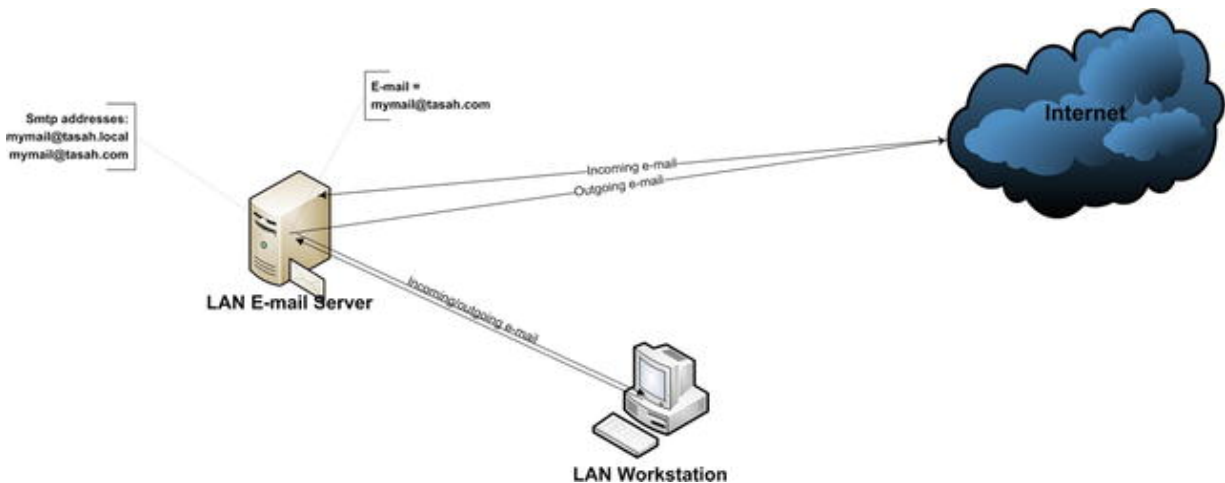 E-mail =
mymail@tasah.com
Smtp addresses:
mymail@tasah.local
mymail@tasah.com
Internet
Incoming e-mail
Outgoing e-mail
LAN E-mail Server
Incoming/outgoing e-mail
LAN Workstation